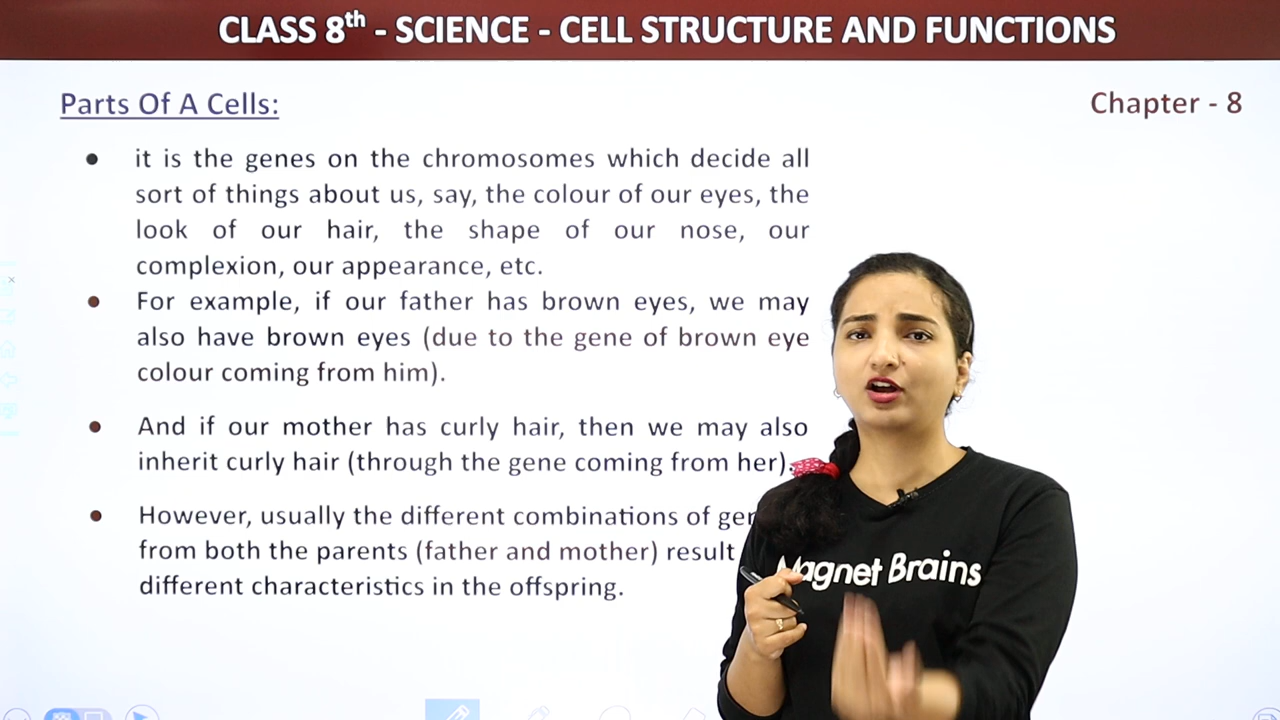 CLASS 8th - SCIENCE - CELL STRUCTURE AND FUNCTIONS
Parts Of A Cells:
Chapter - 8
it is the genes on the chromosomes which decide all
sort of things about us, say, the colour of our eyes, the
look of our hair, the shape of our nose, our
complexion, our appearance, etc.
For example, if our father has brown eyes, we may
also have brown eyes (due to the gene of brown eye
colour coming from him).
And if our mother has curly hair, then we may also
inherit curly hair (through the gene coming from her).
However, usually the different combinations of
from both the parents (father and mother) result
different characteristics in the offspring.
Magnet Brains